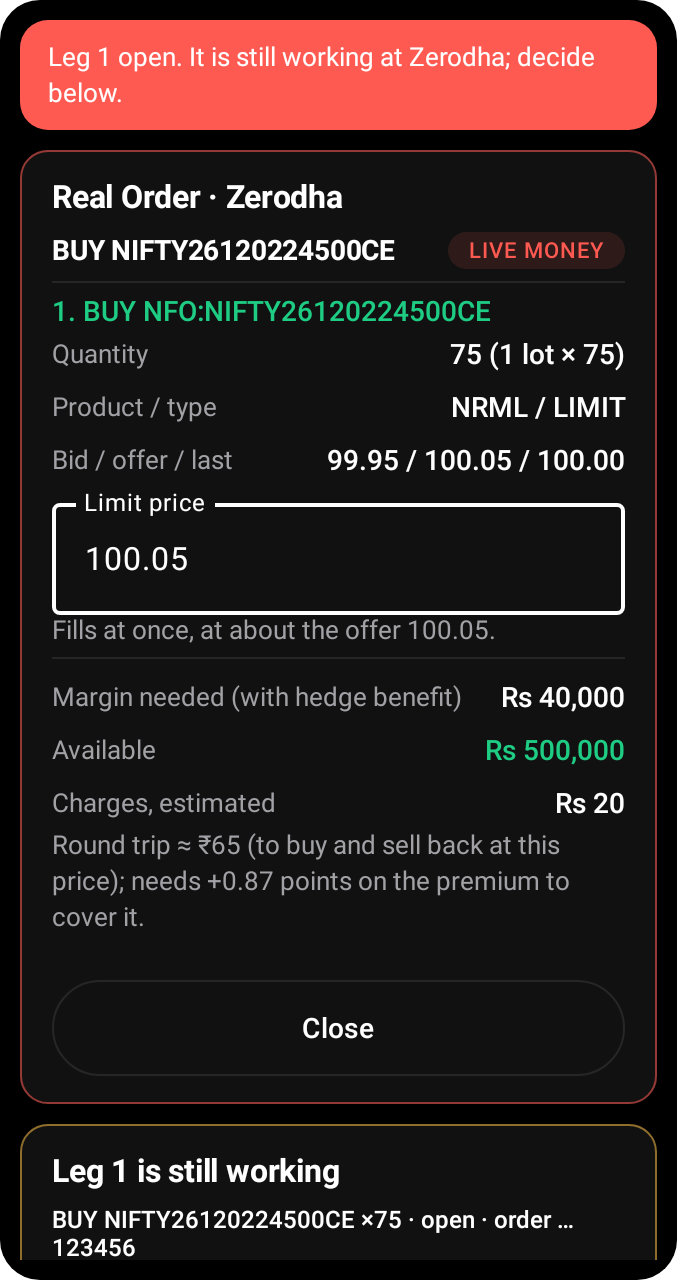 Leg 1 open. It is still working at Zerodha; decide
below.
Real Order · Zerodha
BUY NIFTY26120224500CE
LIVE MONEY
1. BUY NFO:NIFTY26120224500CE
Quantity 75 (1 lot × 75)
Product / type NRML / LIMIT
Bid / offer / last 99.95 / 100.05 / 100.00
Limit price
100.05
Fills at once, at about the offer 100.05.
Margin needed (with hedge benefit) Rs 40,000
Available Rs 500,000
Charges, estimated Rs 20
Round trip ≈ ₹65 (to buy and sell back at this
price); needs +0.87 points on the premium to
cover it.
Close
Leg 1 is still working
BUY NIFTY26120224500CE ×75 · open · order …
123456